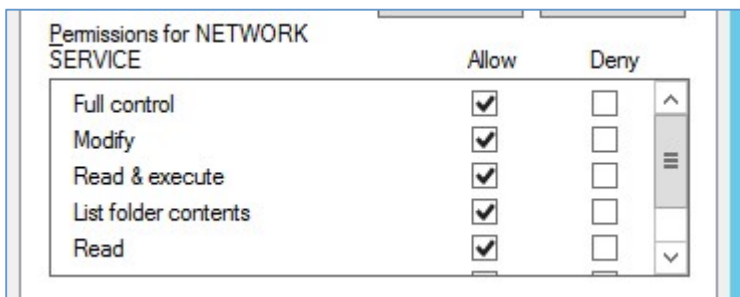 Permissions for NETWORK
SERVICE Allow Deny
Full control
Modify
Read & execute
List folder contents
Read